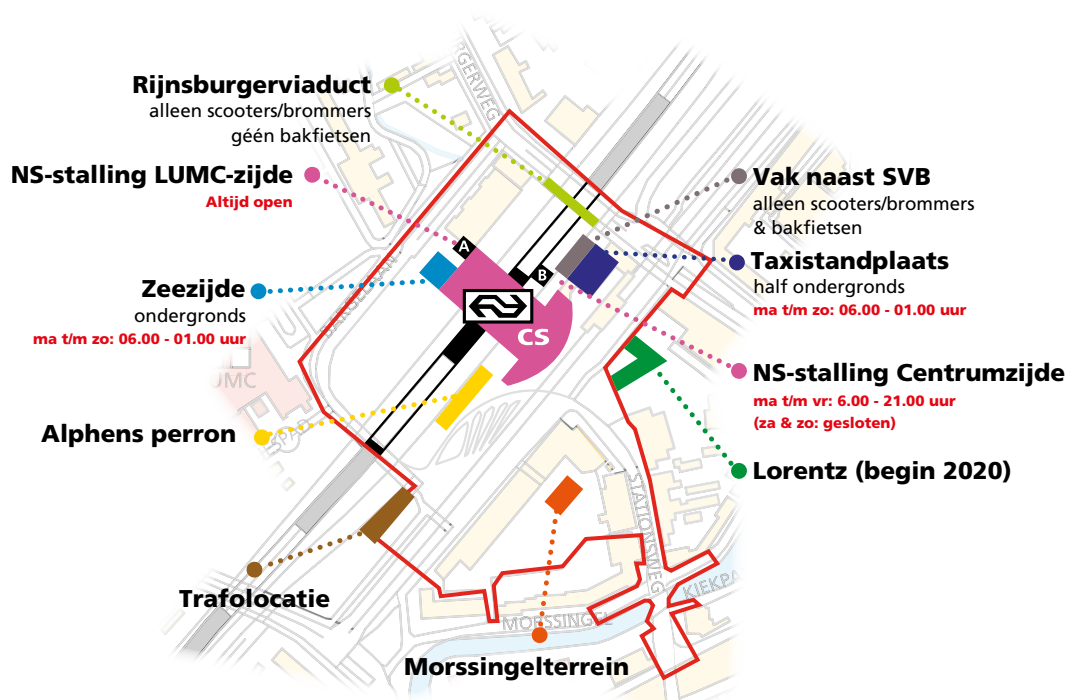 Rijnsburgerviaduct
alleen scooters/brommers
géén bakfietsen
NS-stalling LUMC-zijde
Altijd open
Zeezijde
ondergronds
ma t/m zo: 06.00 - 01.00 uur
Alphens perron
Trafolocatie
Morssingelterrein
Vak naast SVB
alleen scooters/brommers
& bakfietsen
Taxistandplaats
half ondergronds
ma t/m zo: 06.00 - 01.00 uur
NS-stalling Centrumzijde
ma t/m vr: 6.00 - 21.00 uur
(za & zo: gesloten)
Lorentz (begin 2020)
A
B
CS
STATIONSWEG
MORSSINGEL